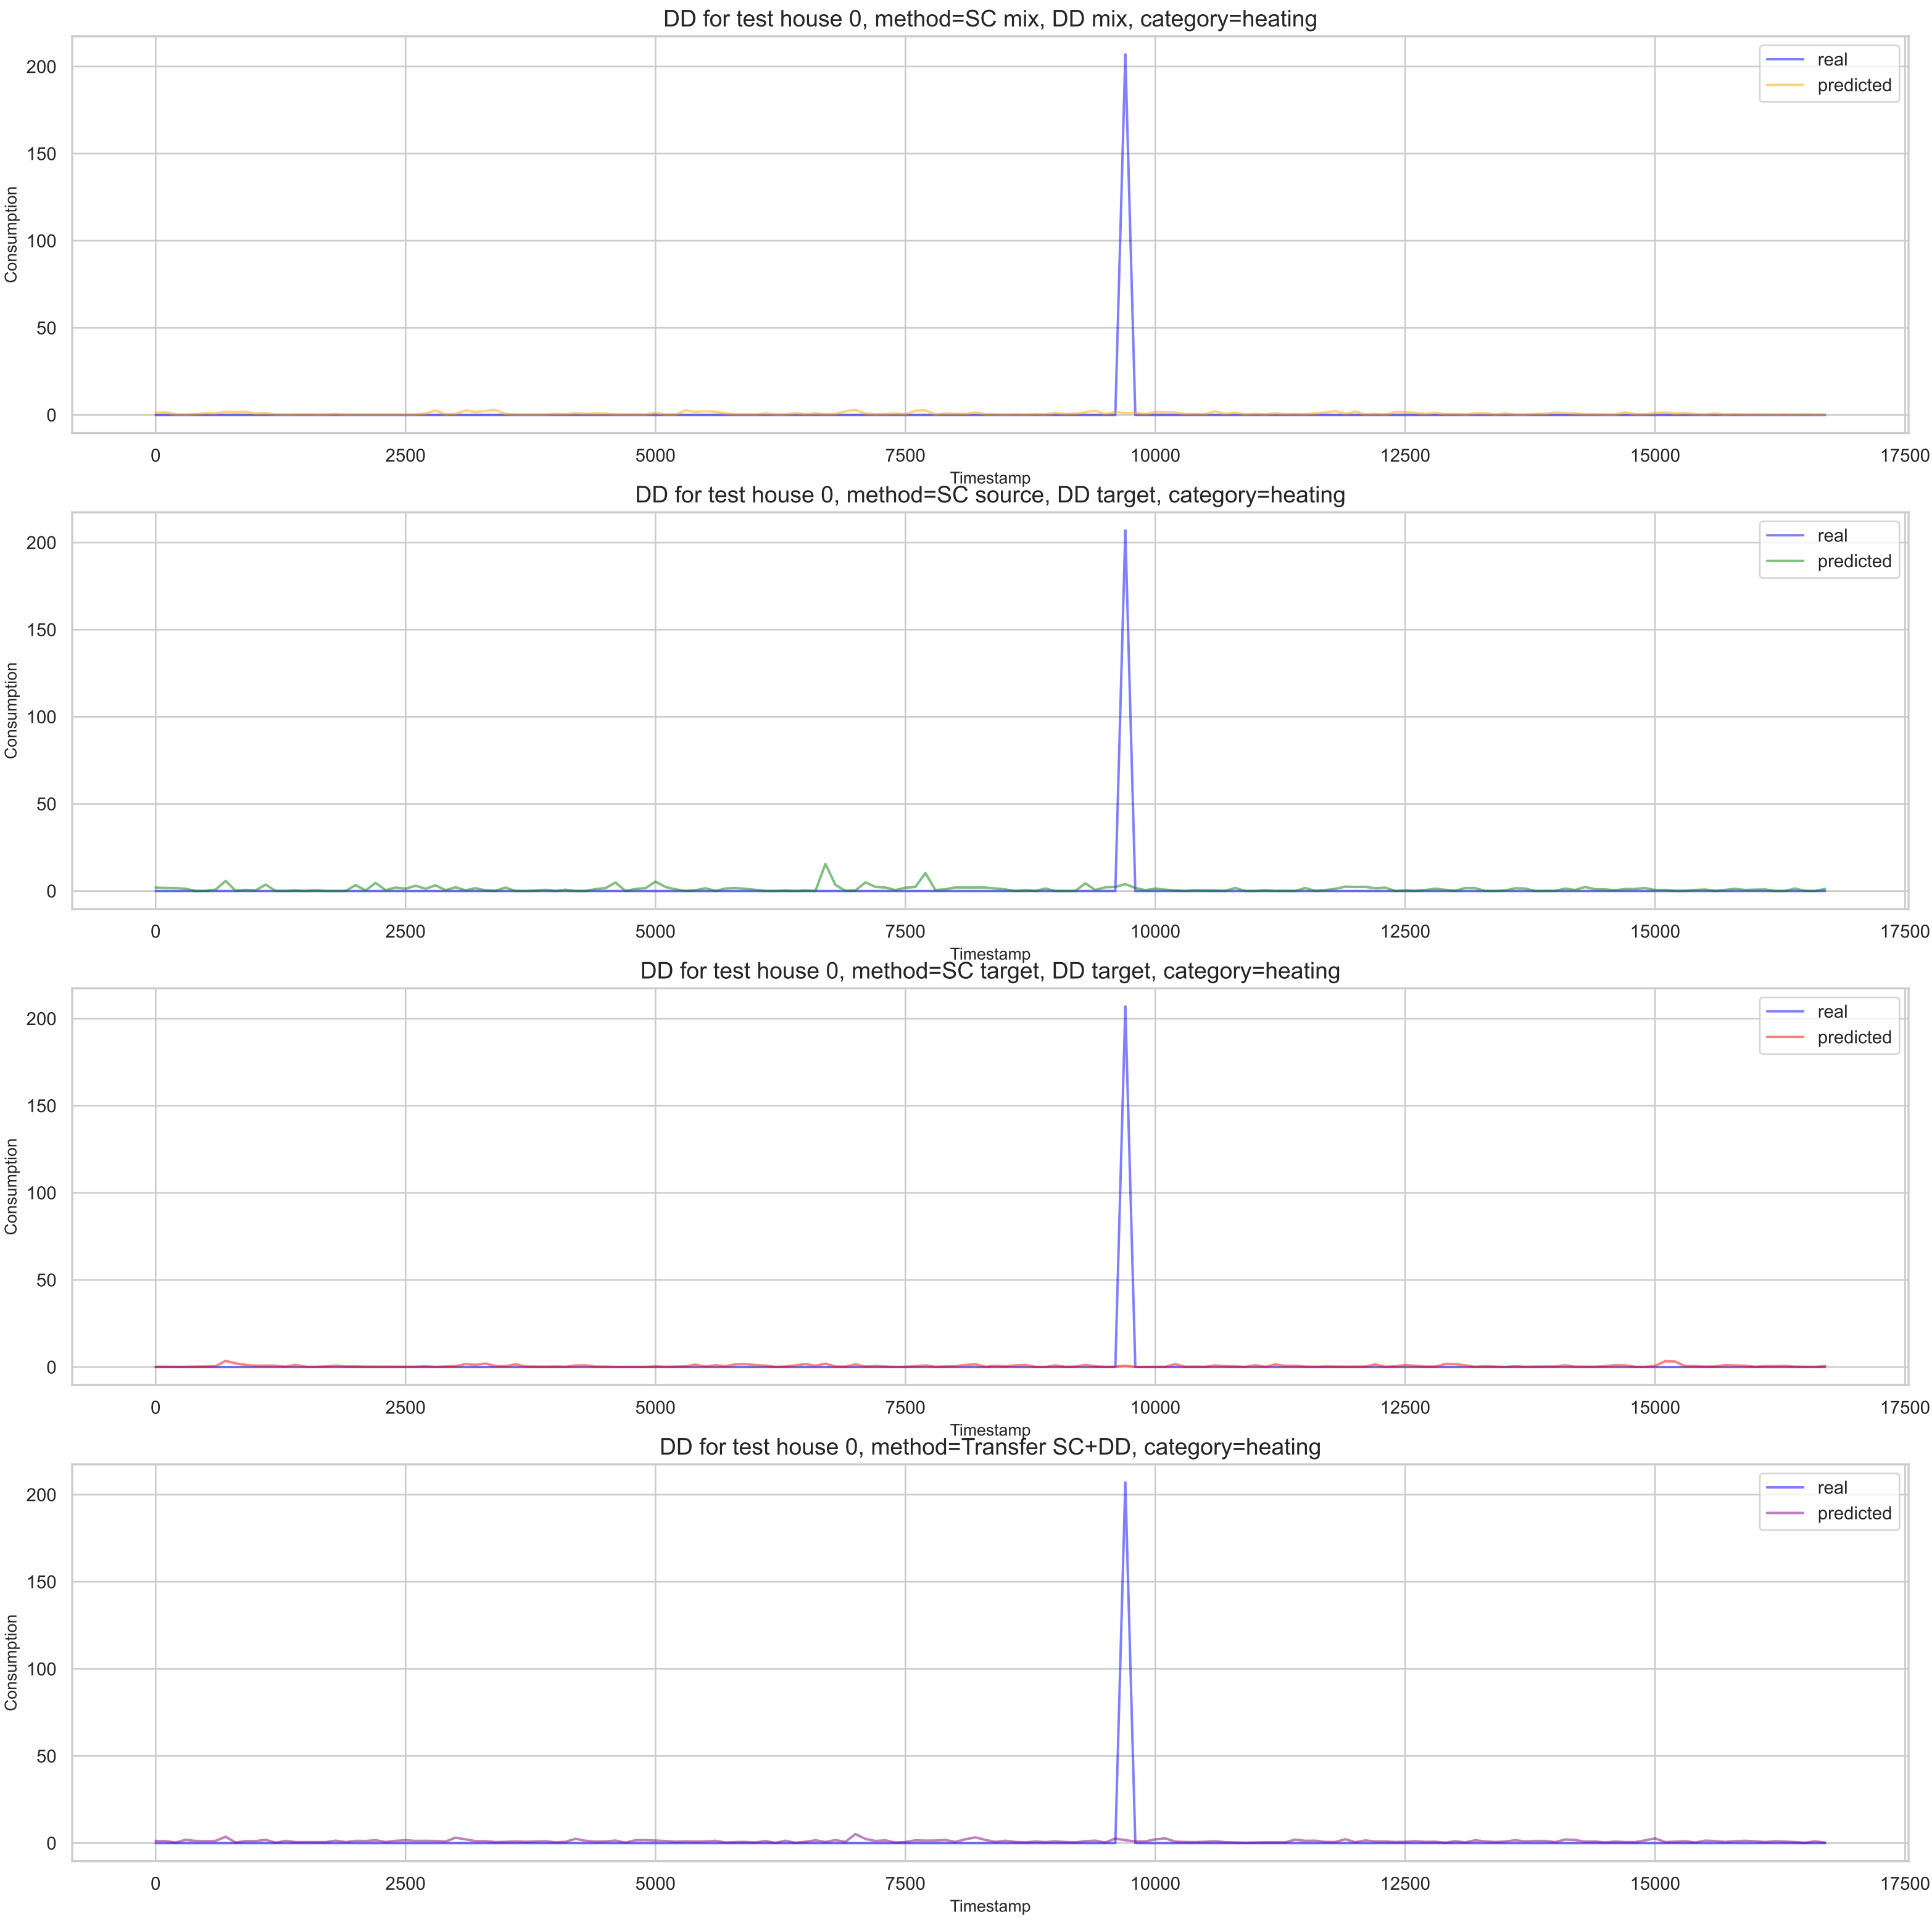 DD for test house 0, method=SC mix, DD mix, category=heating
real
predicted
200
150
100
50
0
Consumption
0 2500 5000 7500 10000 12500 15000 17500
Timestamp
DD for test house 0, method=SC source, DD target, category=heating
real
predicted
200
150
100
50
0
Consumption
0 2500 5000 7500 10000 12500 15000 17500
Timestamp
DD for test house 0, method=SC target, DD target, category=heating
real
predicted
200
150
100
50
0
Consumption
0 2500 5000 7500 10000 12500 15000 17500
Timestamp
DD for test house 0, method=Transfer SC+DD, category=heating
real
predicted
200
150
100
50
0
Consumption
0 2500 5000 7500 10000 12500 15000 17500
Timestamp